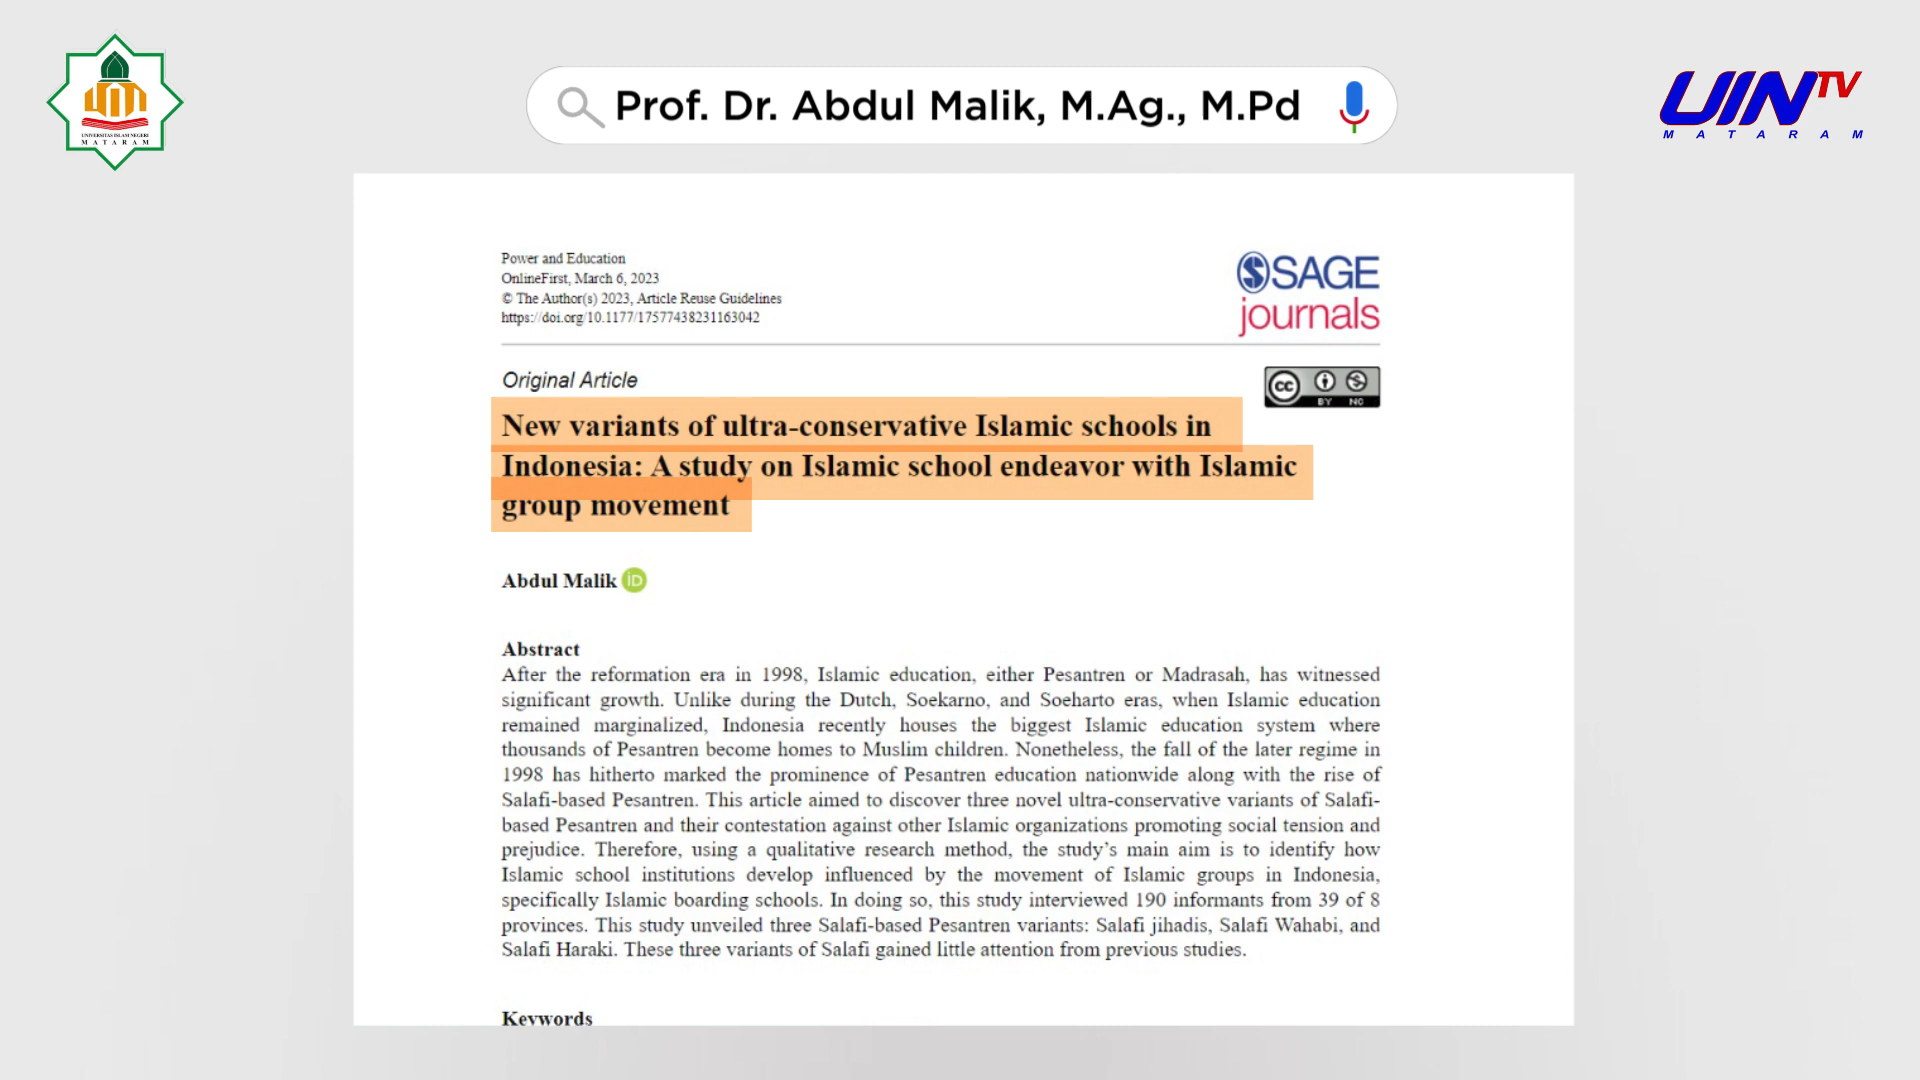 UNIVERSITAS ISLAM NEGERI
MATARAM
Prof. Dr. Abdul Malik, M.Ag., M.Pd
UIN TV
MATARAM
Power and Education
OnlineFirst, March 6, 2023
© The Author(s) 2023, Article Reuse Guidelines
https://doi.org/10.1177/17577438231163042
SAGE
journals
Original Article
cc BY NC
New variants of ultra-conservative Islamic schools in
Indonesia: A study on Islamic school endeavor with Islamic
group movement
Abdul Malik iD
Abstract
After the reformation era in 1998, Islamic education, either Pesantren or Madrasah, has witnessed
significant growth. Unlike during the Dutch, Soekarno, and Soeharto eras, when Islamic education
remained marginalized, Indonesia recently houses the biggest Islamic education system where
thousands of Pesantren become homes to Muslim children. Nonetheless, the fall of the later regime in
1998 has hitherto marked the prominence of Pesantren education nationwide along with the rise of
Salafi-based Pesantren. This article aimed to discover three novel ultra-conservative variants of Salafi-
based Pesantren and their contestation against other Islamic organizations promoting social tension and
prejudice. Therefore, using a qualitative research method, the study's main aim is to identify how
Islamic school institutions develop influenced by the movement of Islamic groups in Indonesia,
specifically Islamic boarding schools. In doing so, this study interviewed 190 informants from 39 of 8
provinces. This study unveiled three Salafi-based Pesantren variants: Salafi jihadis, Salafi Wahabi, and
Salafi Haraki. These three variants of Salafi gained little attention from previous studies.
Keywords